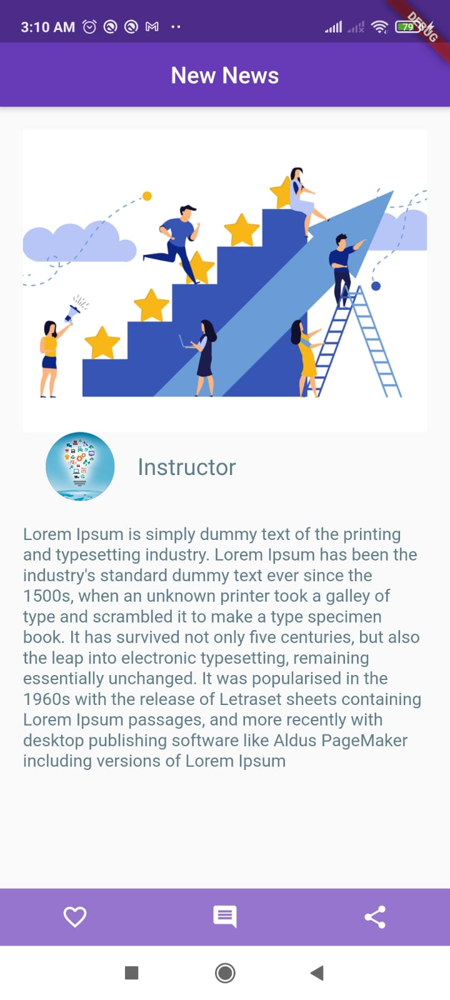 3:10 AM
79
DEBUG
New News
Instructor
Lorem Ipsum is simply dummy text of the printing
and typesetting industry. Lorem Ipsum has been the
industry's standard dummy text ever since the
1500s, when an unknown printer took a galley of
type and scrambled it to make a type specimen
book. It has survived not only five centuries, but also
the leap into electronic typesetting, remaining
essentially unchanged. It was popularised in the
1960s with the release of Letraset sheets containing
Lorem Ipsum passages, and more recently with
desktop publishing software like Aldus PageMaker
including versions of Lorem Ipsum